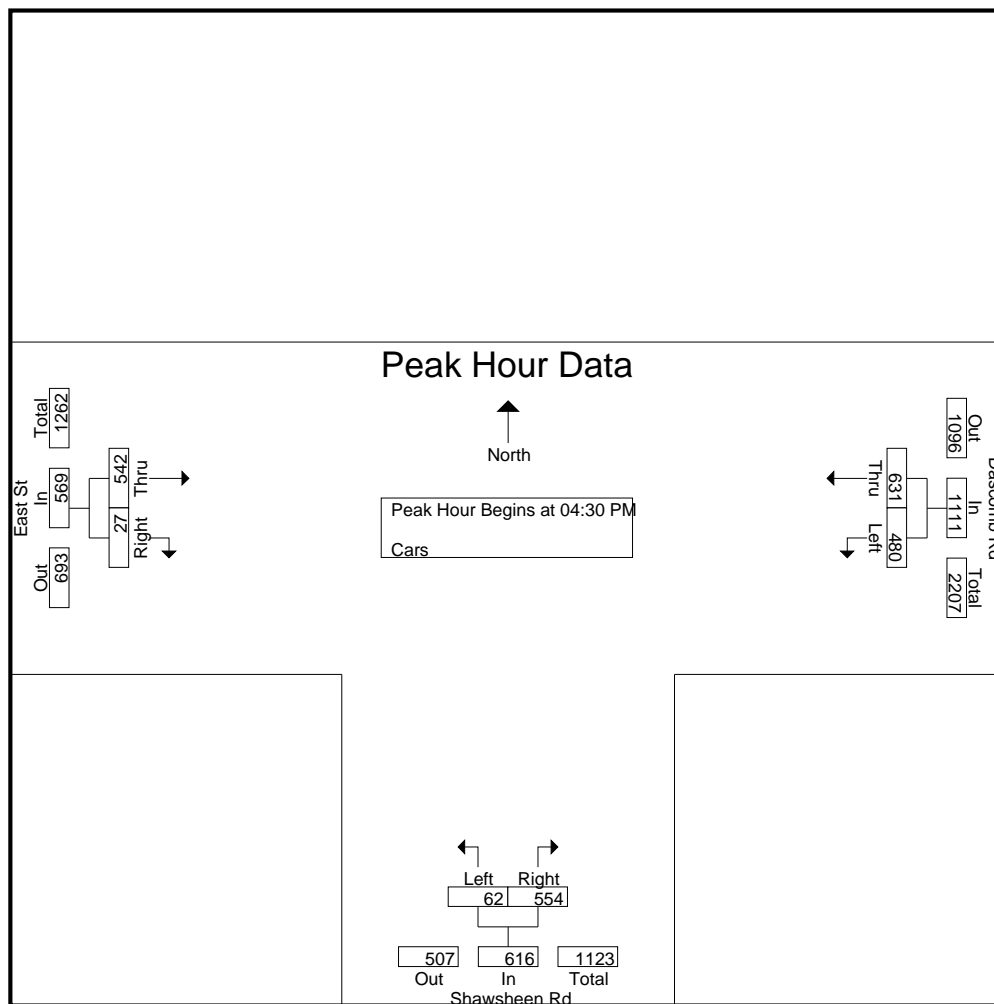 Peak Hour Data
North
Peak Hour Begins at 04:30 PM
Cars
East St
Total
1262
In
569
Out
693
542
Thru
27
Right
Out
1096
In
1111
Total
2207
Rd
631
Thru
480
Left
Left
Right
62
554
507
616
1123
Out
In
Total
Shawsheen Rd